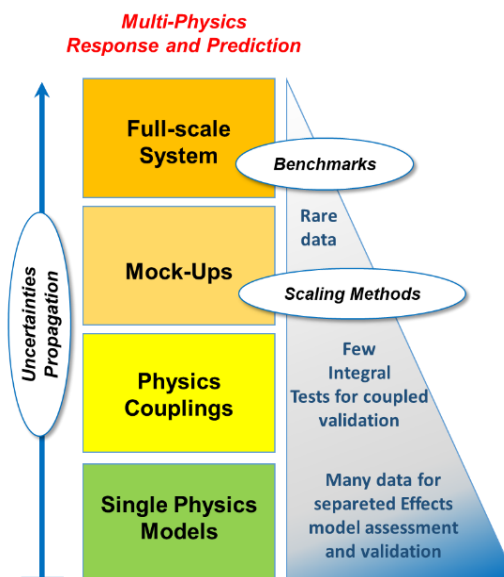 Multi-Physics
Response and Prediction
Full-scale
System
Benchmarks
Rare
data
Mock-Ups
Scaling Methods
Uncertainties
Propagation
Few
Integral
Tests for coupled
validation
Physics
Couplings
Many data for
separeted Effects
model assessment
and validation
Single Physics
Models